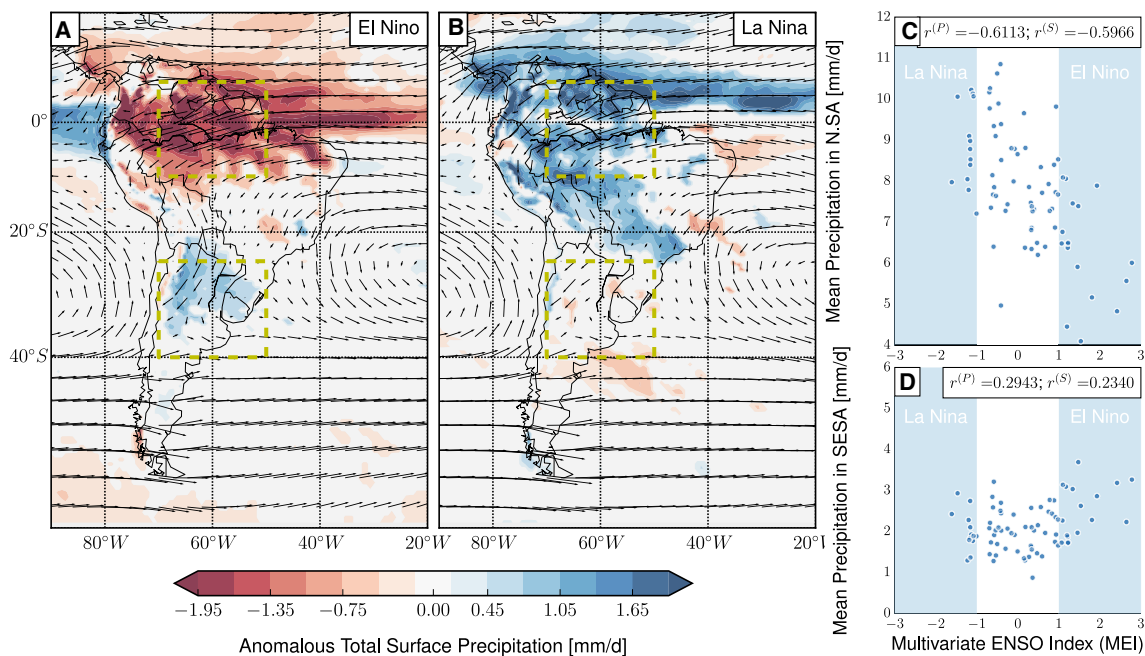 A
El Nino
0°
20°S
40°S
80°W
60°W
40°W
20°W
B
La Nina
80°W
60°W
40°W
20°W
−1.95
−1.35
−0.75
0.00
0.45
1.05
1.65
Anomalous Total Surface Precipitation [mm/d]
C
r^(P)=−0.6113; r^(S)=−0.5966
La Nina
El Nino
Mean Precipitation in N.SA [mm/d]
12
11
10
9
8
7
6
5
4
−3
−2
−1
0
1
2
3
D
r^(P)=0.2943; r^(S)=0.2340
La Nina
El Nino
Mean Precipitation in SESA [mm/d]
6
5
4
3
2
1
0
−3
−2
−1
0
1
2
3
Multivariate ENSO Index (MEI)